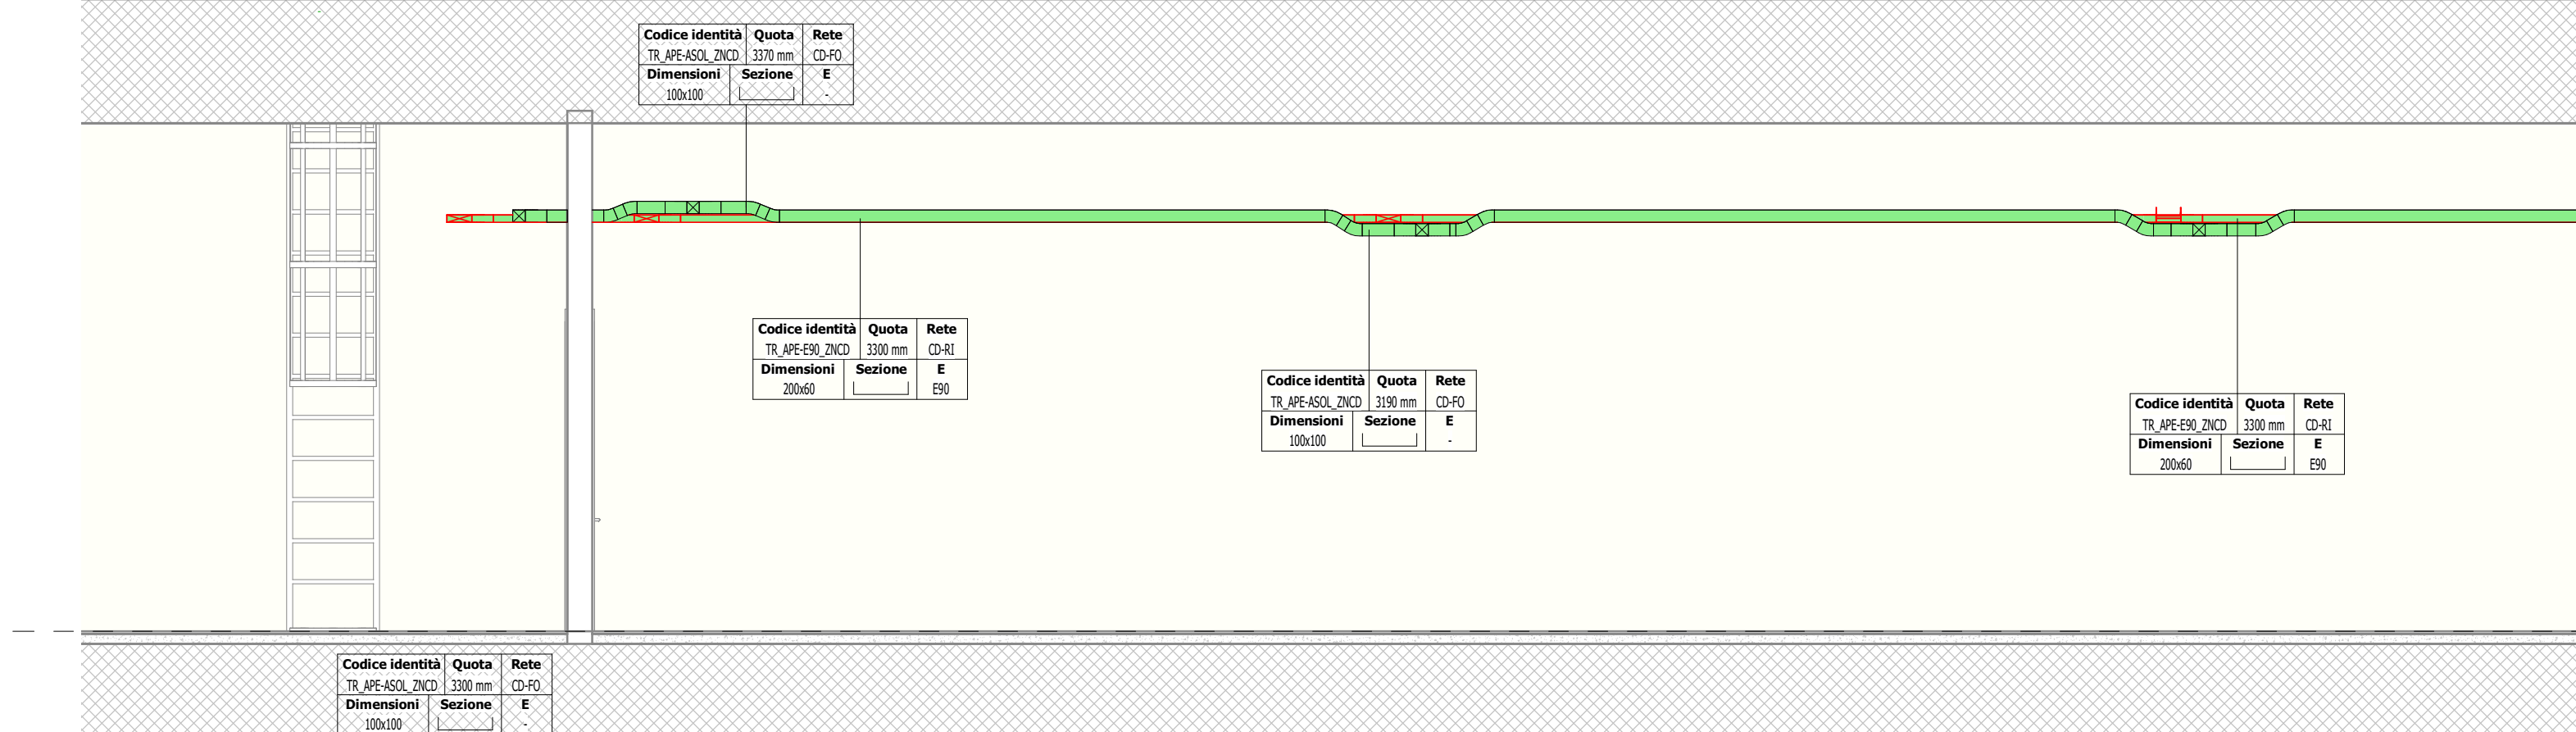 Codice identità Quota Rete
TR_APE-ASOL_ZNCD 3370 mm CD-FO
Dimensioni Sezione E
100x100 -
Codice identità Quota Rete
TR_APE-E90_ZNCD 3300 mm CD-RI
Dimensioni Sezione E
200x60 E90
Codice identità Quota Rete
TR_APE-ASOL_ZNCD 3190 mm CD-FO
Dimensioni Sezione E
100x100 -
Codice identità Quota Rete
TR_APE-E90_ZNCD 3300 mm CD-RI
Dimensioni Sezione E
200x60 E90
Codice identità Quota Rete
TR_APE-ASOL_ZNCD 3300 mm CD-FO
Dimensioni Sezione E
100x100 -